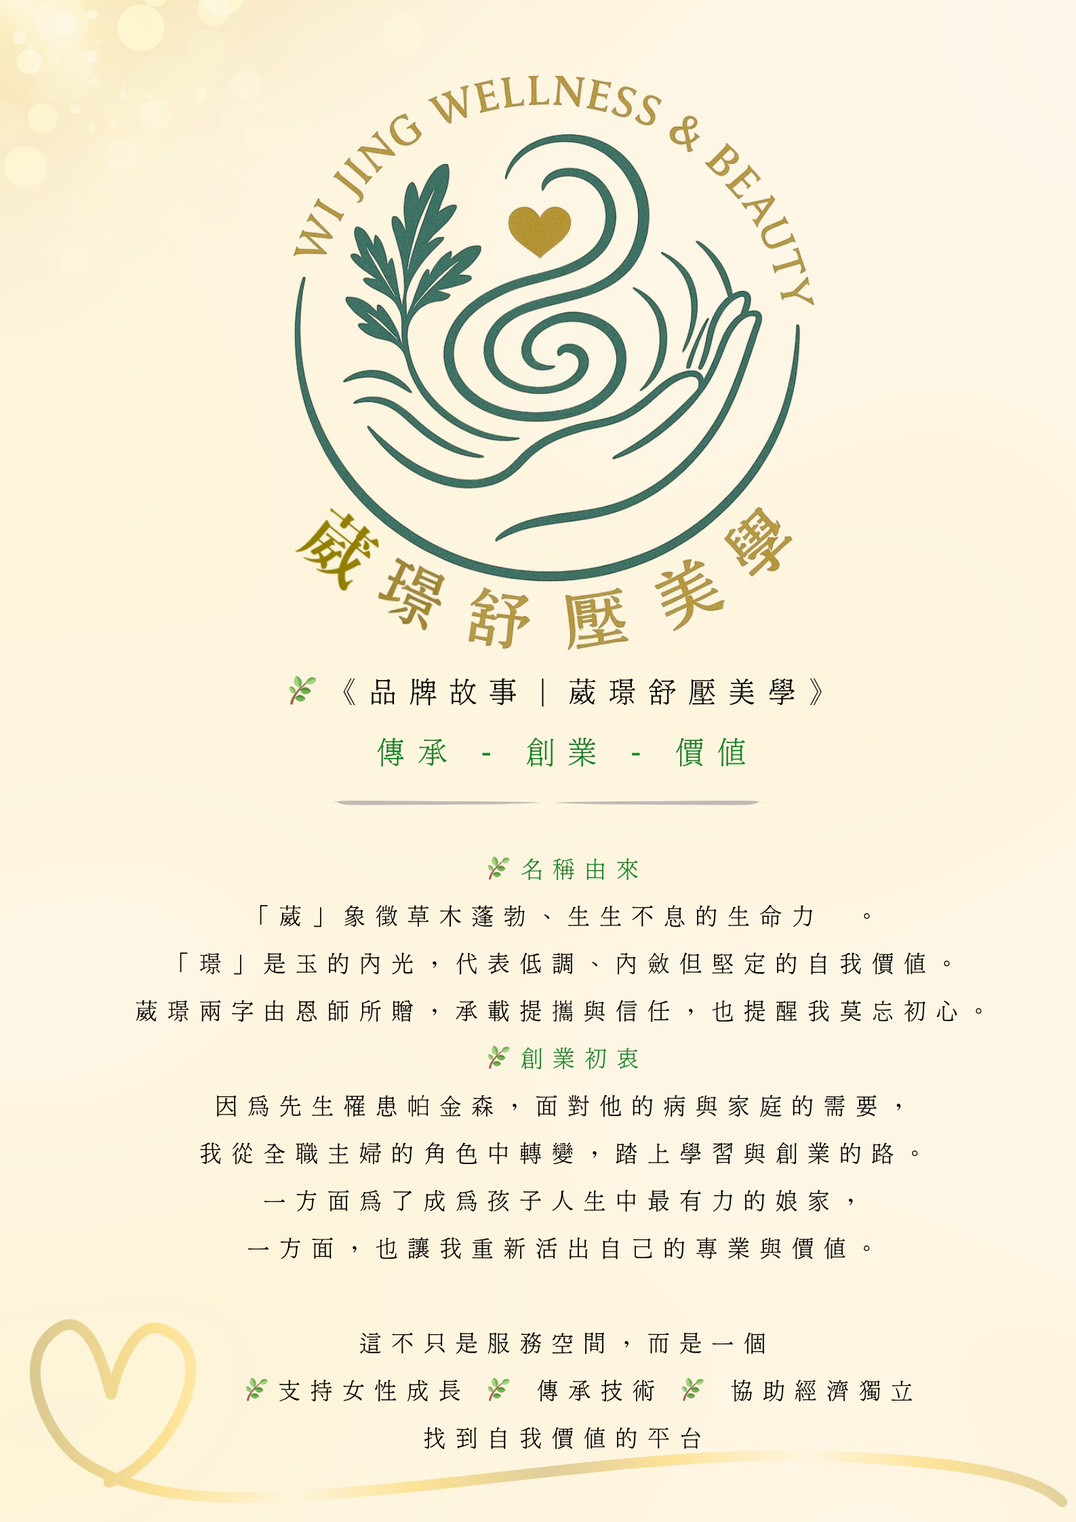 WI JING WELLNESS & BEAUTY
葳璟舒壓美學
《品牌故事｜葳璟舒壓美學》
傳承 - 創業 - 價值
名稱由來
「葳」象徵草木蓬勃、生生不息的生命力 。
「璟」是玉的內光，代表低調、內斂但堅定的自我價值。
葳璟兩字由恩師所贈，承載提攜與信任，也提醒我莫忘初心。
創業初衷
因為先生罹患帕金森，面對他的病與家庭的需要，
我從全職主婦的角色中轉變，踏上學習與創業的路。
一方面為了成為孩子人生中最有力的娘家，
一方面，也讓我重新活出自己的專業與價值。
這不只是服務空間，而是一個
支持女性成長 傳承技術 協助經濟獨立
找到自我價值的平台